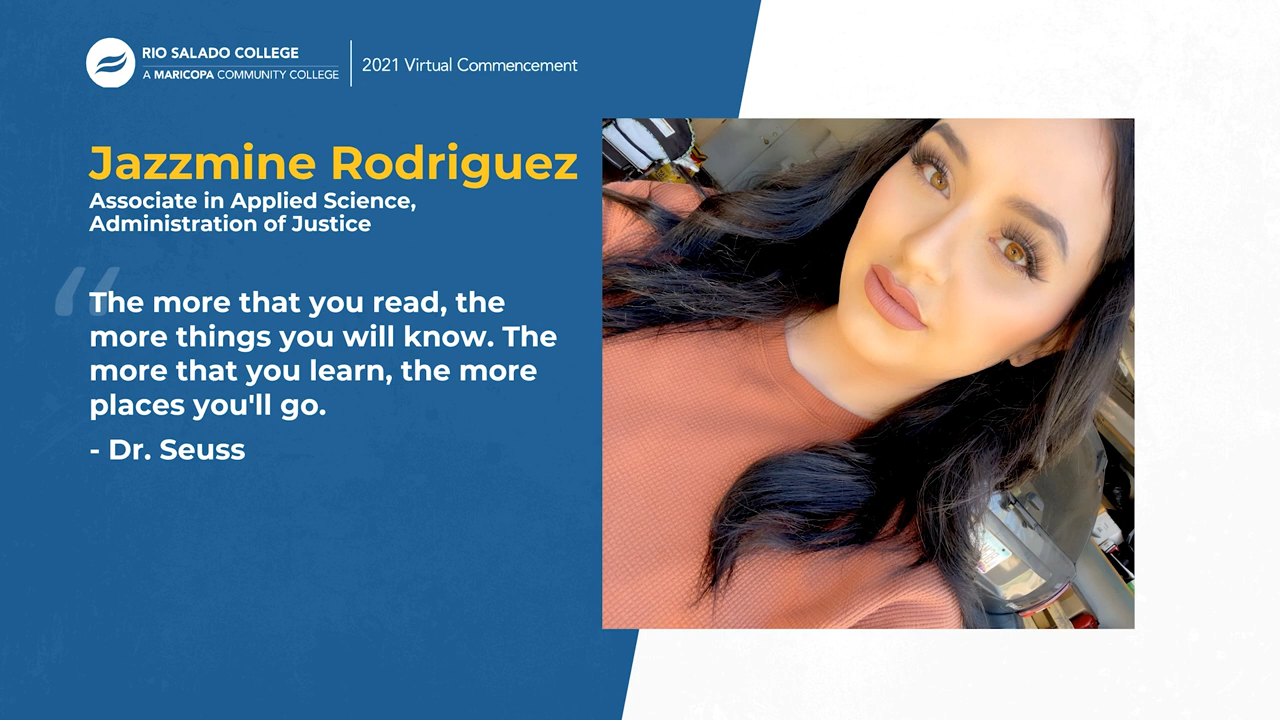 RIO SALADO COLLEGE
A MARICOPA COMMUNITY COLLEGE
2021 Virtual Commencement
Jazzmine Rodriguez
Associate in Applied Science,
Administration of Justice
“
The more that you read, the
more things you will know. The
more that you learn, the more
places you'll go.
- Dr. Seuss